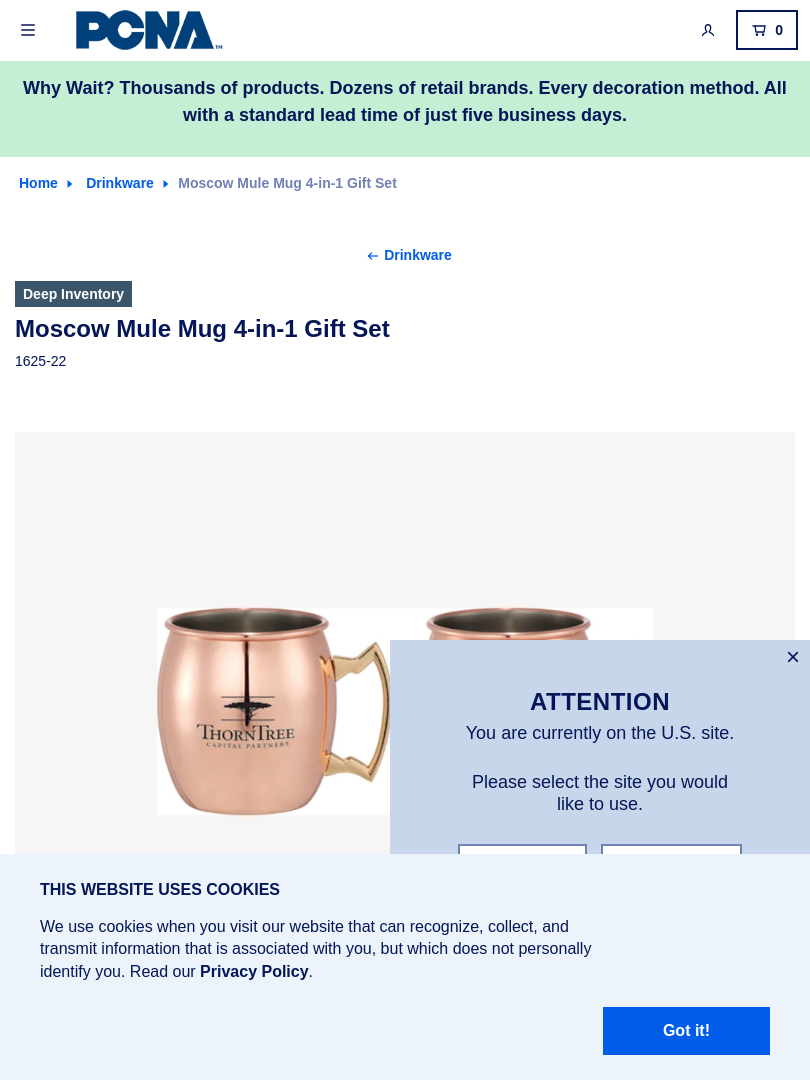 PCNA™
0
Why Wait? Thousands of products. Dozens of retail brands. Every decoration method. All
with a standard lead time of just five business days.
Home
Drinkware
Moscow Mule Mug 4-in-1 Gift Set
Drinkware
Deep Inventory
Moscow Mule Mug 4-in-1 Gift Set
1625-22
THORNTREE
CAPITAL PARTNERS
ATTENTION
You are currently on the U.S. site.
Please select the site you would
like to use.
THIS WEBSITE USES COOKIES
We use cookies when you visit our website that can recognize, collect, and
transmit information that is associated with you, but which does not personally
identify you. Read our Privacy Policy.
Got it!